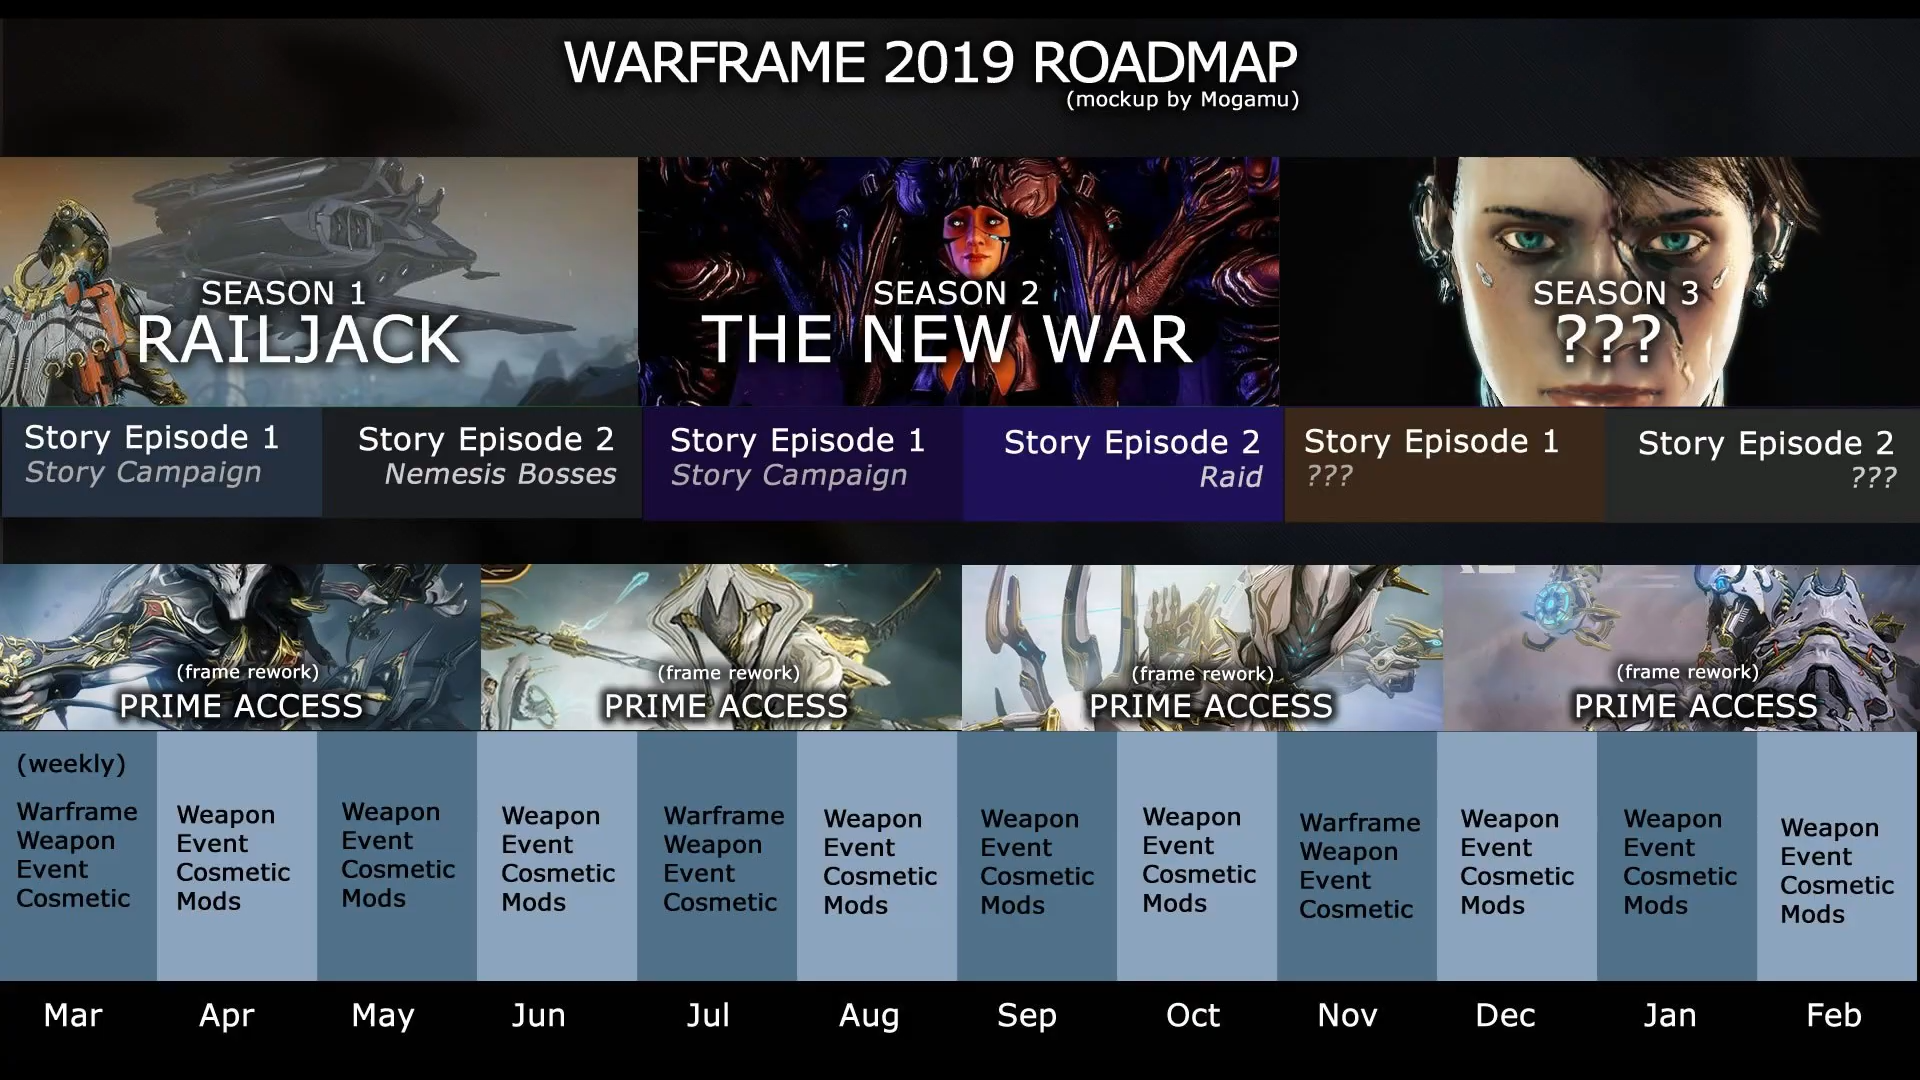 WARFRAME 2019 ROADMAP
(mockup by Mogamu)
SEASON 1
RAILJACK
SEASON 2
THE NEW WAR
SEASON 3
???
Story Episode 1
Story Campaign
Story Episode 2
Nemesis Bosses
Story Episode 1
Story Campaign
Story Episode 2
Raid
Story Episode 1
???
Story Episode 2
???
(frame rework)
PRIME ACCESS
(frame rework)
PRIME ACCESS
(frame rework)
PRIME ACCESS
(frame rework)
PRIME ACCESS
(weekly)
Warframe
Weapon
Event
Cosmetic
Weapon
Event
Cosmetic
Mods
Weapon
Event
Cosmetic
Mods
Weapon
Event
Cosmetic
Mods
Warframe
Weapon
Event
Cosmetic
Weapon
Event
Cosmetic
Mods
Weapon
Event
Cosmetic
Mods
Weapon
Event
Cosmetic
Mods
Warframe
Weapon
Event
Cosmetic
Weapon
Event
Cosmetic
Mods
Weapon
Event
Cosmetic
Mods
Weapon
Event
Cosmetic
Mods
Mar
Apr
May
Jun
Jul
Aug
Sep
Oct
Nov
Dec
Jan
Feb